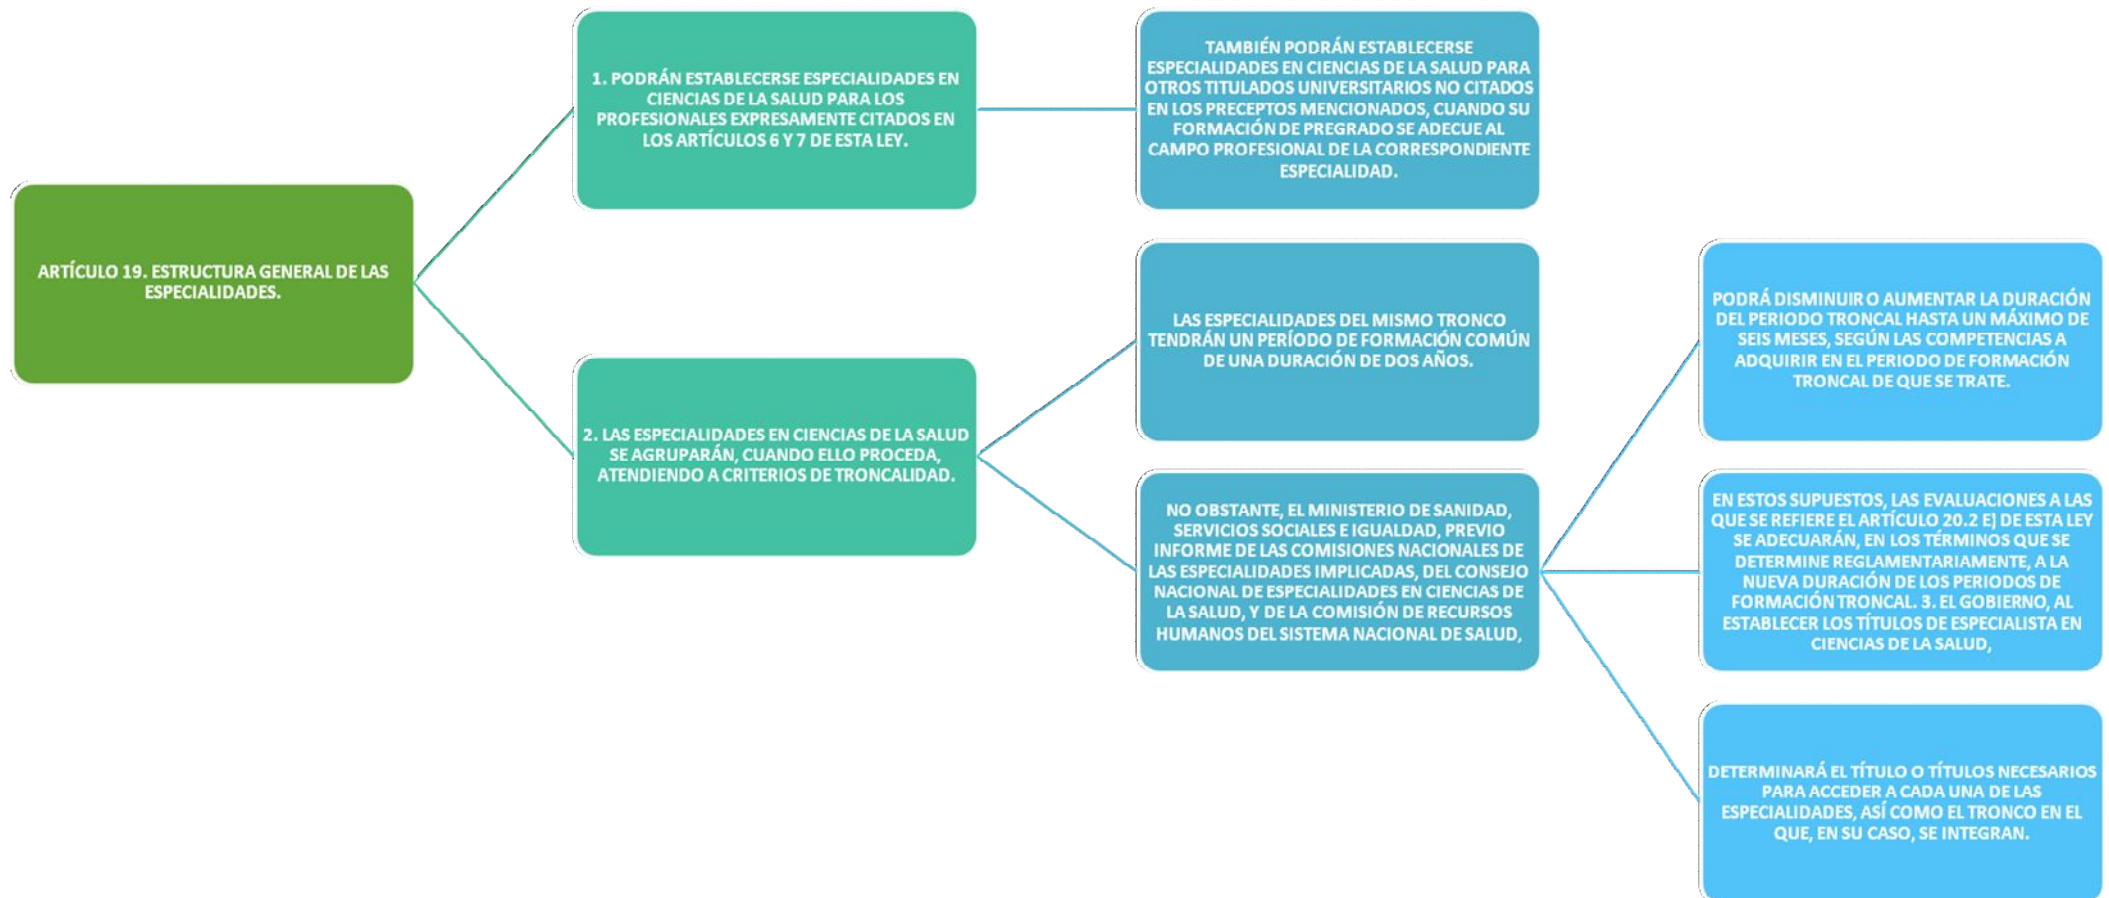 ARTÍCULO 19. ESTRUCTURA GENERAL DE LAS
ESPECIALIDADES.
1. PODRÁN ESTABLECERSE ESPECIALIDADES EN
CIENCIAS DE LA SALUD PARA LOS
PROFESIONALES EXPRESAMENTE CITADOS EN
LOS ARTÍCULOS 6 Y 7 DE ESTA LEY.
TAMBIÉN PODRÁN ESTABLECERSE
ESPECIALIDADES EN CIENCIAS DE LA SALUD PARA
OTROS TITULADOS UNIVERSITARIOS NO CITADOS
EN LOS PRECEPTOS MENCIONADOS, CUANDO SU
FORMACIÓN DE PREGRADO SE ADECUE AL
CAMPO PROFESIONAL DE LA CORRESPONDIENTE
ESPECIALIDAD.
2. LAS ESPECIALIDADES EN CIENCIAS DE LA SALUD
SE AGRUPARÁN, CUANDO ELLO PROCEDA,
ATENDIENDO A CRITERIOS DE TRONCALIDAD.
LAS ESPECIALIDADES DEL MISMO TRONCO
TENDRÁN UN PERÍODO DE FORMACIÓN COMÚN
DE UNA DURACIÓN DE DOS AÑOS.
NO OBSTANTE, EL MINISTERIO DE SANIDAD,
SERVICIOS SOCIALES E IGUALDAD, PREVIO
INFORME DE LAS COMISIONES NACIONALES DE
LAS ESPECIALIDADES IMPLICADAS, DEL CONSEJO
NACIONAL DE ESPECIALIDADES EN CIENCIAS DE
LA SALUD, Y DE LA COMISIÓN DE RECURSOS
HUMANOS DEL SISTEMA NACIONAL DE SALUD,
PODRÁ DISMINUIR O AUMENTAR LA DURACIÓN
DEL PERIODO TRONCAL HASTA UN MÁXIMO DE
SEIS MESES, SEGÚN LAS COMPETENCIAS A
ADQUIRIR EN EL PERIODO DE FORMACIÓN
TRONCAL DE QUE SE TRATE.
EN ESTOS SUPUESTOS, LAS EVALUACIONES A LAS
QUE SE REFIERE EL ARTÍCULO 20.2 E) DE ESTA LEY
SE ADECUARÁN, EN LOS TÉRMINOS QUE SE
DETERMINE REGLAMENTARIAMENTE, A LA
NUEVA DURACIÓN DE LOS PERIODOS DE
FORMACIÓN TRONCAL. 3. EL GOBIERNO, AL
ESTABLECER LOS TÍTULOS DE ESPECIALISTA EN
CIENCIAS DE LA SALUD,
DETERMINARÁ EL TÍTULO O TÍTULOS NECESARIOS
PARA ACCEDER A CADA UNA DE LAS
ESPECIALIDADES, ASÍ COMO EL TRONCO EN EL
QUE, EN SU CASO, SE INTEGRAN.